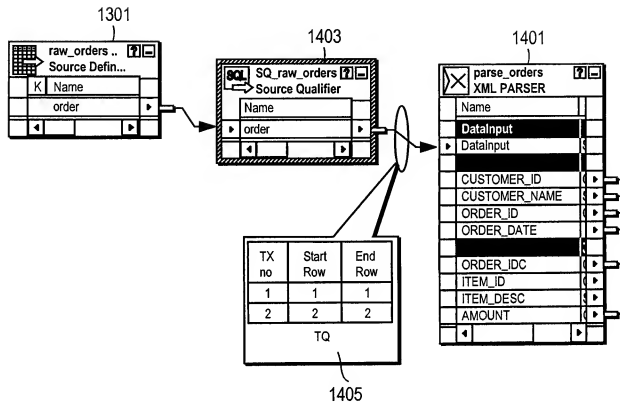 1301
raw_orders .. ? –
Source Defin...
K Name
order
1403
SQL SQ_raw_orders ? –
Source Qualifier
Name
order
1401
parse_orders ? –
XML PARSER
Name
DataInput
DataInput
CUSTOMER_ID
CUSTOMER_NAME
ORDER_ID
ORDER_DATE
ORDER_IDC
ITEM_ID
ITEM_DESC
AMOUNT
TX no Start Row End Row
1 1 1
2 2 2
TQ
1405